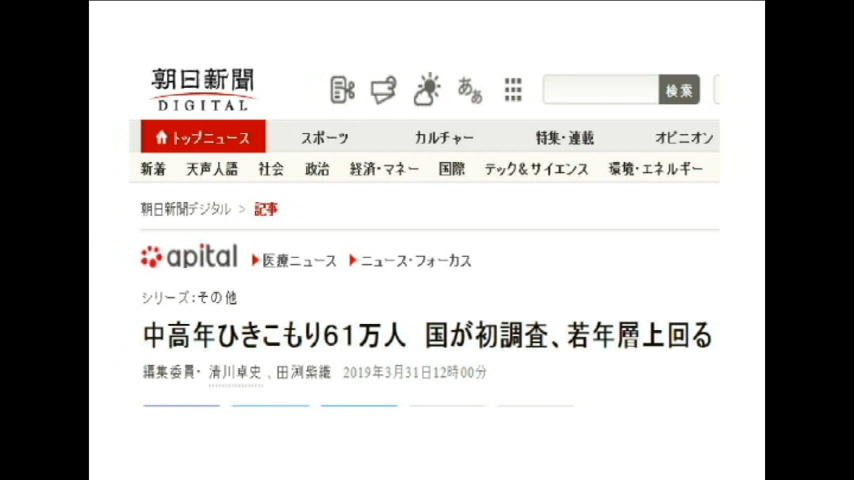 朝日新聞
DIGITAL
ああ
検索
トップニュース スポーツ カルチャー 特集・連載 オピニオン
新着 天声人語 社会 政治 経済・マネー 国際 テック&サイエンス 環境・エネルギー
朝日新聞デジタル > 記事
apital 医療ニュース ニュース・フォーカス
シリーズ:その他
中高年ひきこもり61万人 国が初調査、若年層上回る
編集委員・清川卓史、田渕紫織 2019年3月31日12時00分